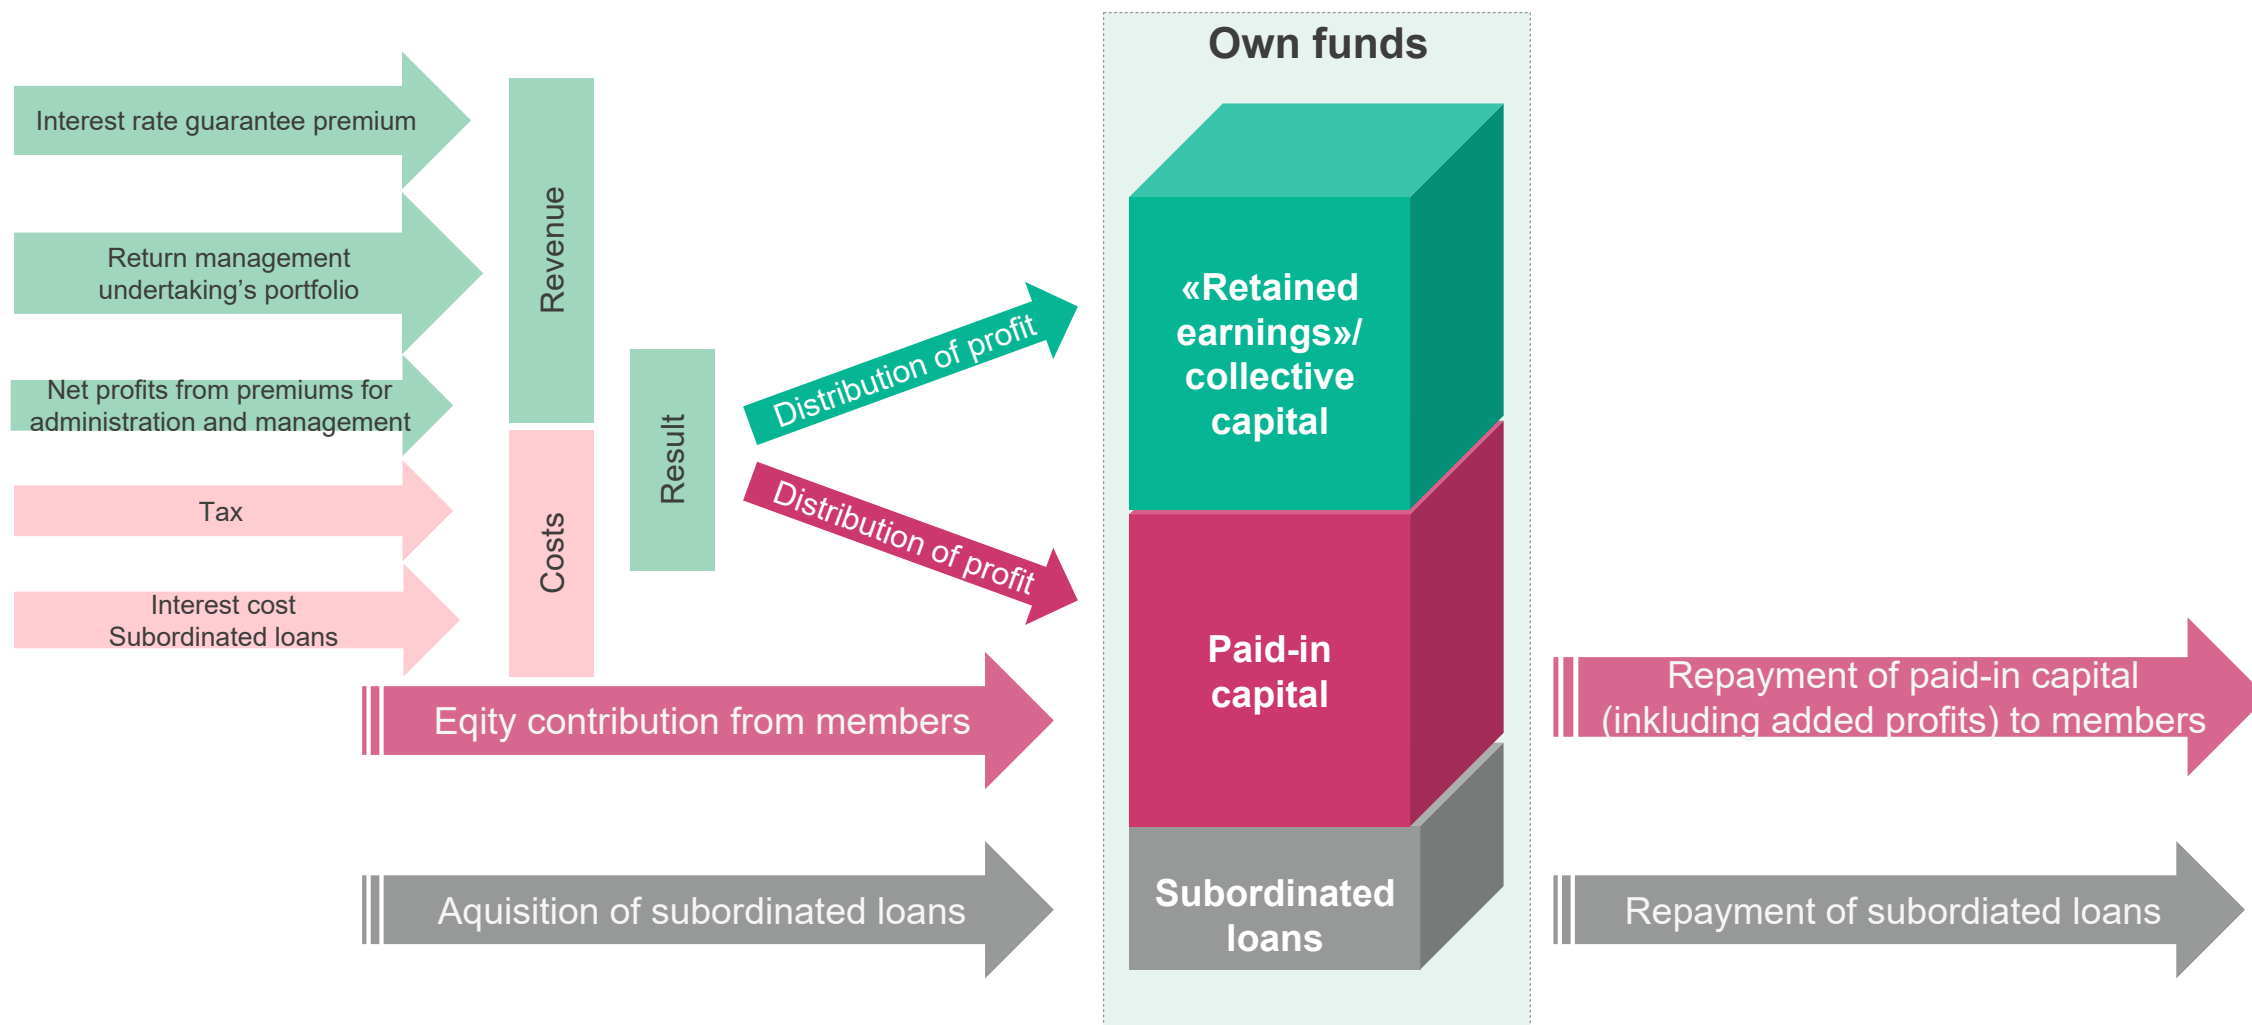 Own funds
Interest rate guarantee premium
Return management
undertaking's portfolio
Net profits from premiums for
administration and management
Tax
Interest cost
Subordinated loans
Revenue
Costs
Result
Distribution of profit
Distribution of profit
«Retained
earnings»/
collective
capital
Paid-in
capital
Subordinated
loans
Eqity contribution from members
Aquisition of subordinated loans
Repayment of paid-in capital
(inkluding added profits) to members
Repayment of subordiated loans